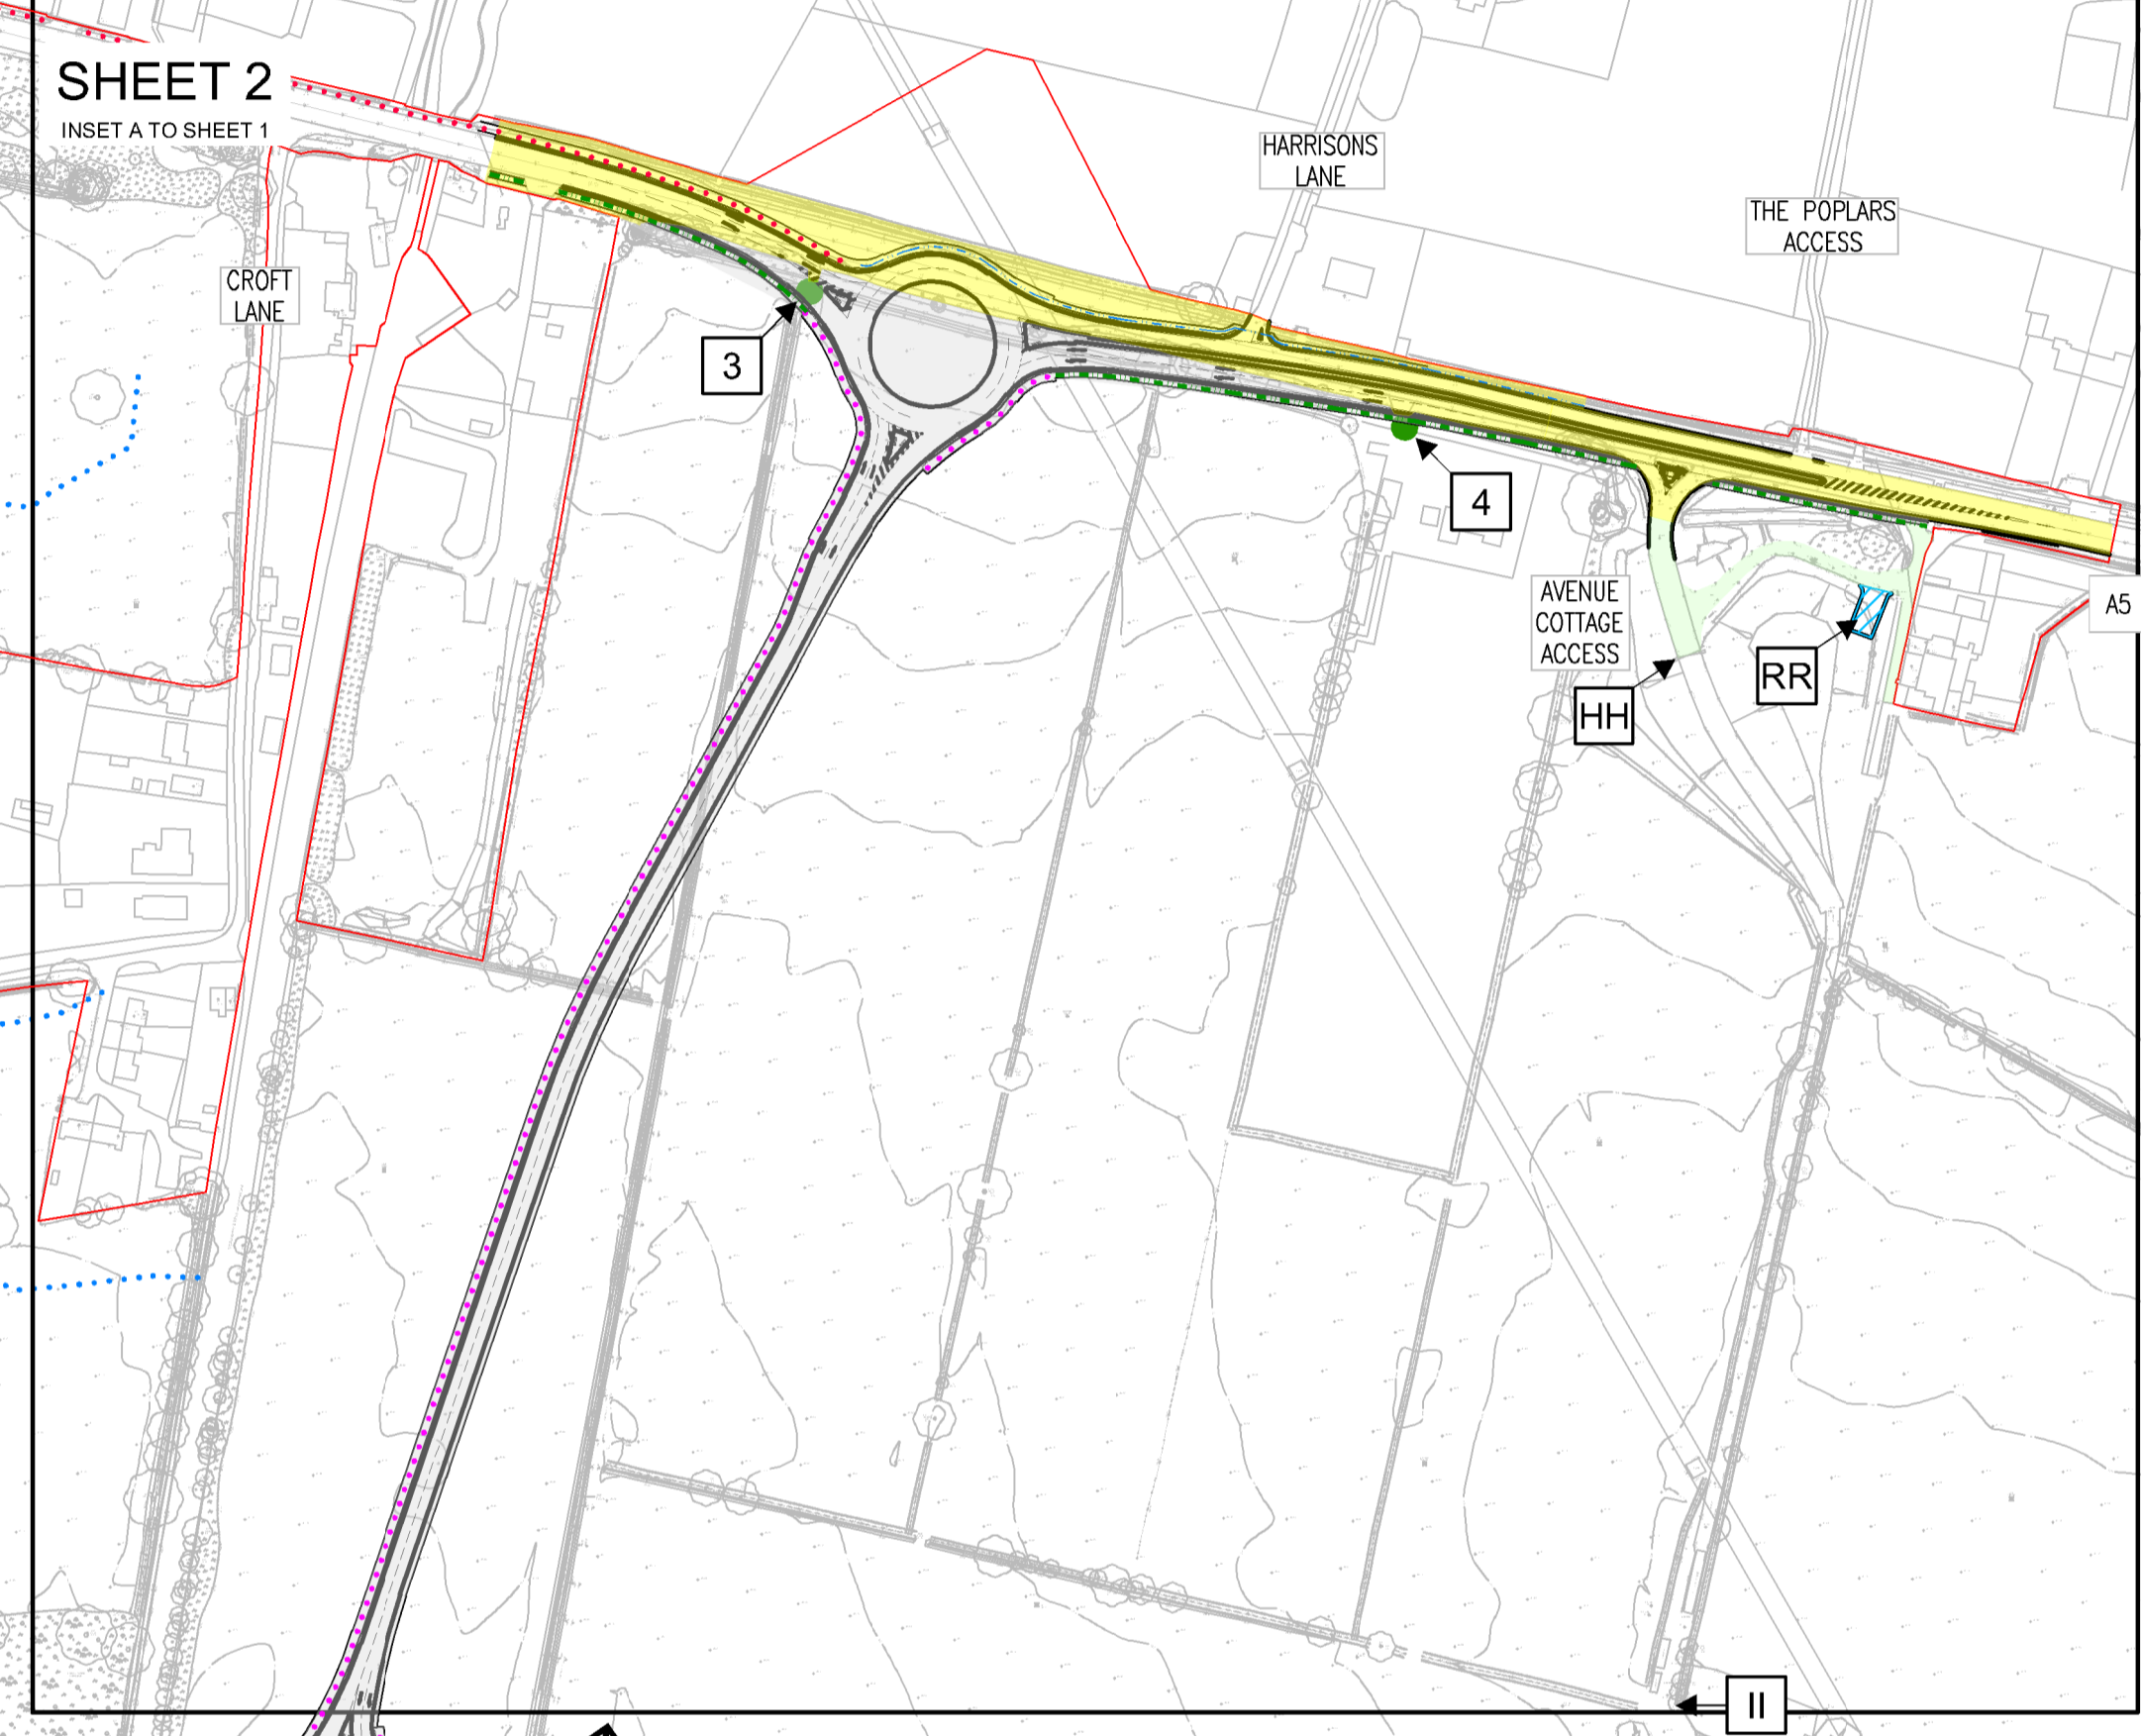 SHEET 2
INSET A TO SHEET 1
HARRISONS
LANE
THE POPLARS
ACCESS
CROFT
LANE
3
4
AVENUE
COTTAGE
ACCESS
A5
RR
HH
II